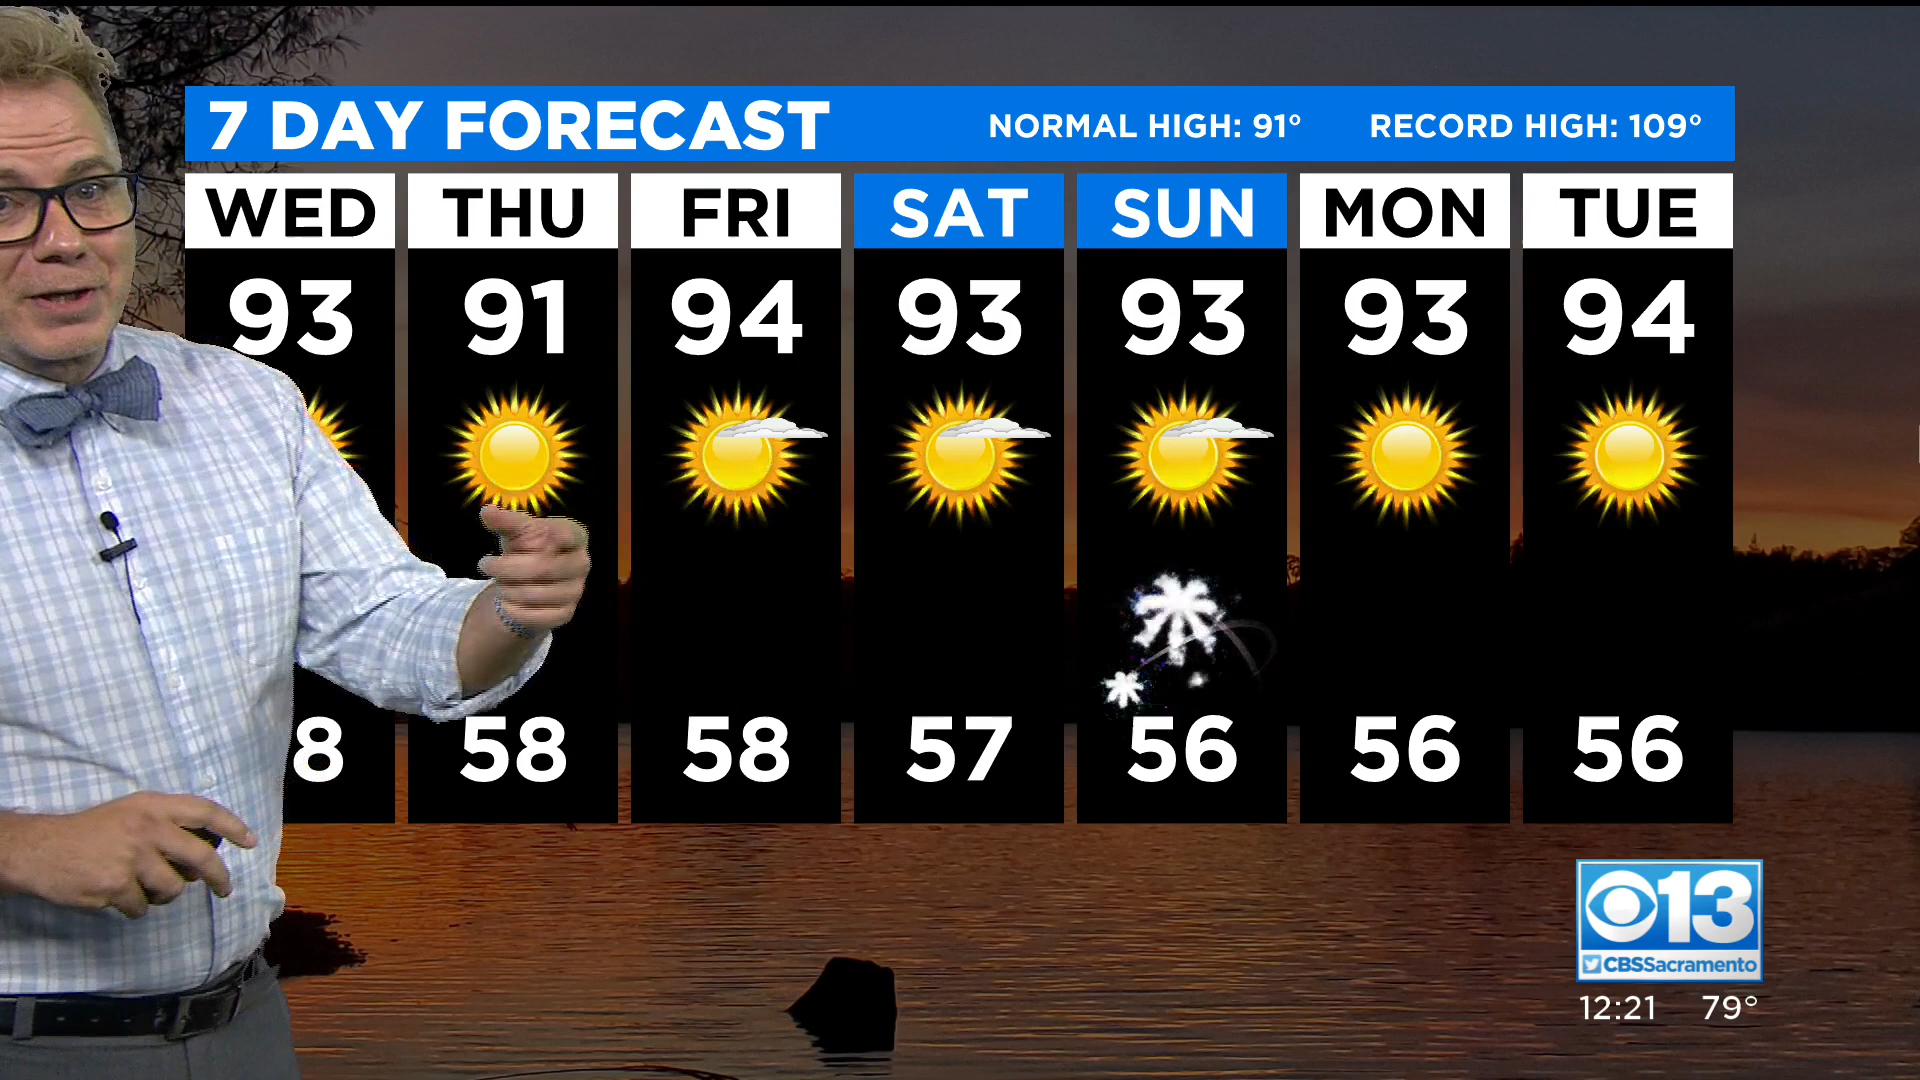 7 DAY FORECAST NORMAL HIGH: 91° RECORD HIGH: 109°
WED THU FRI SAT SUN MON TUE
93 91 94 93 93 93 94
8 58 58 57 56 56 56
13
CBSSacramento
12:21 79°